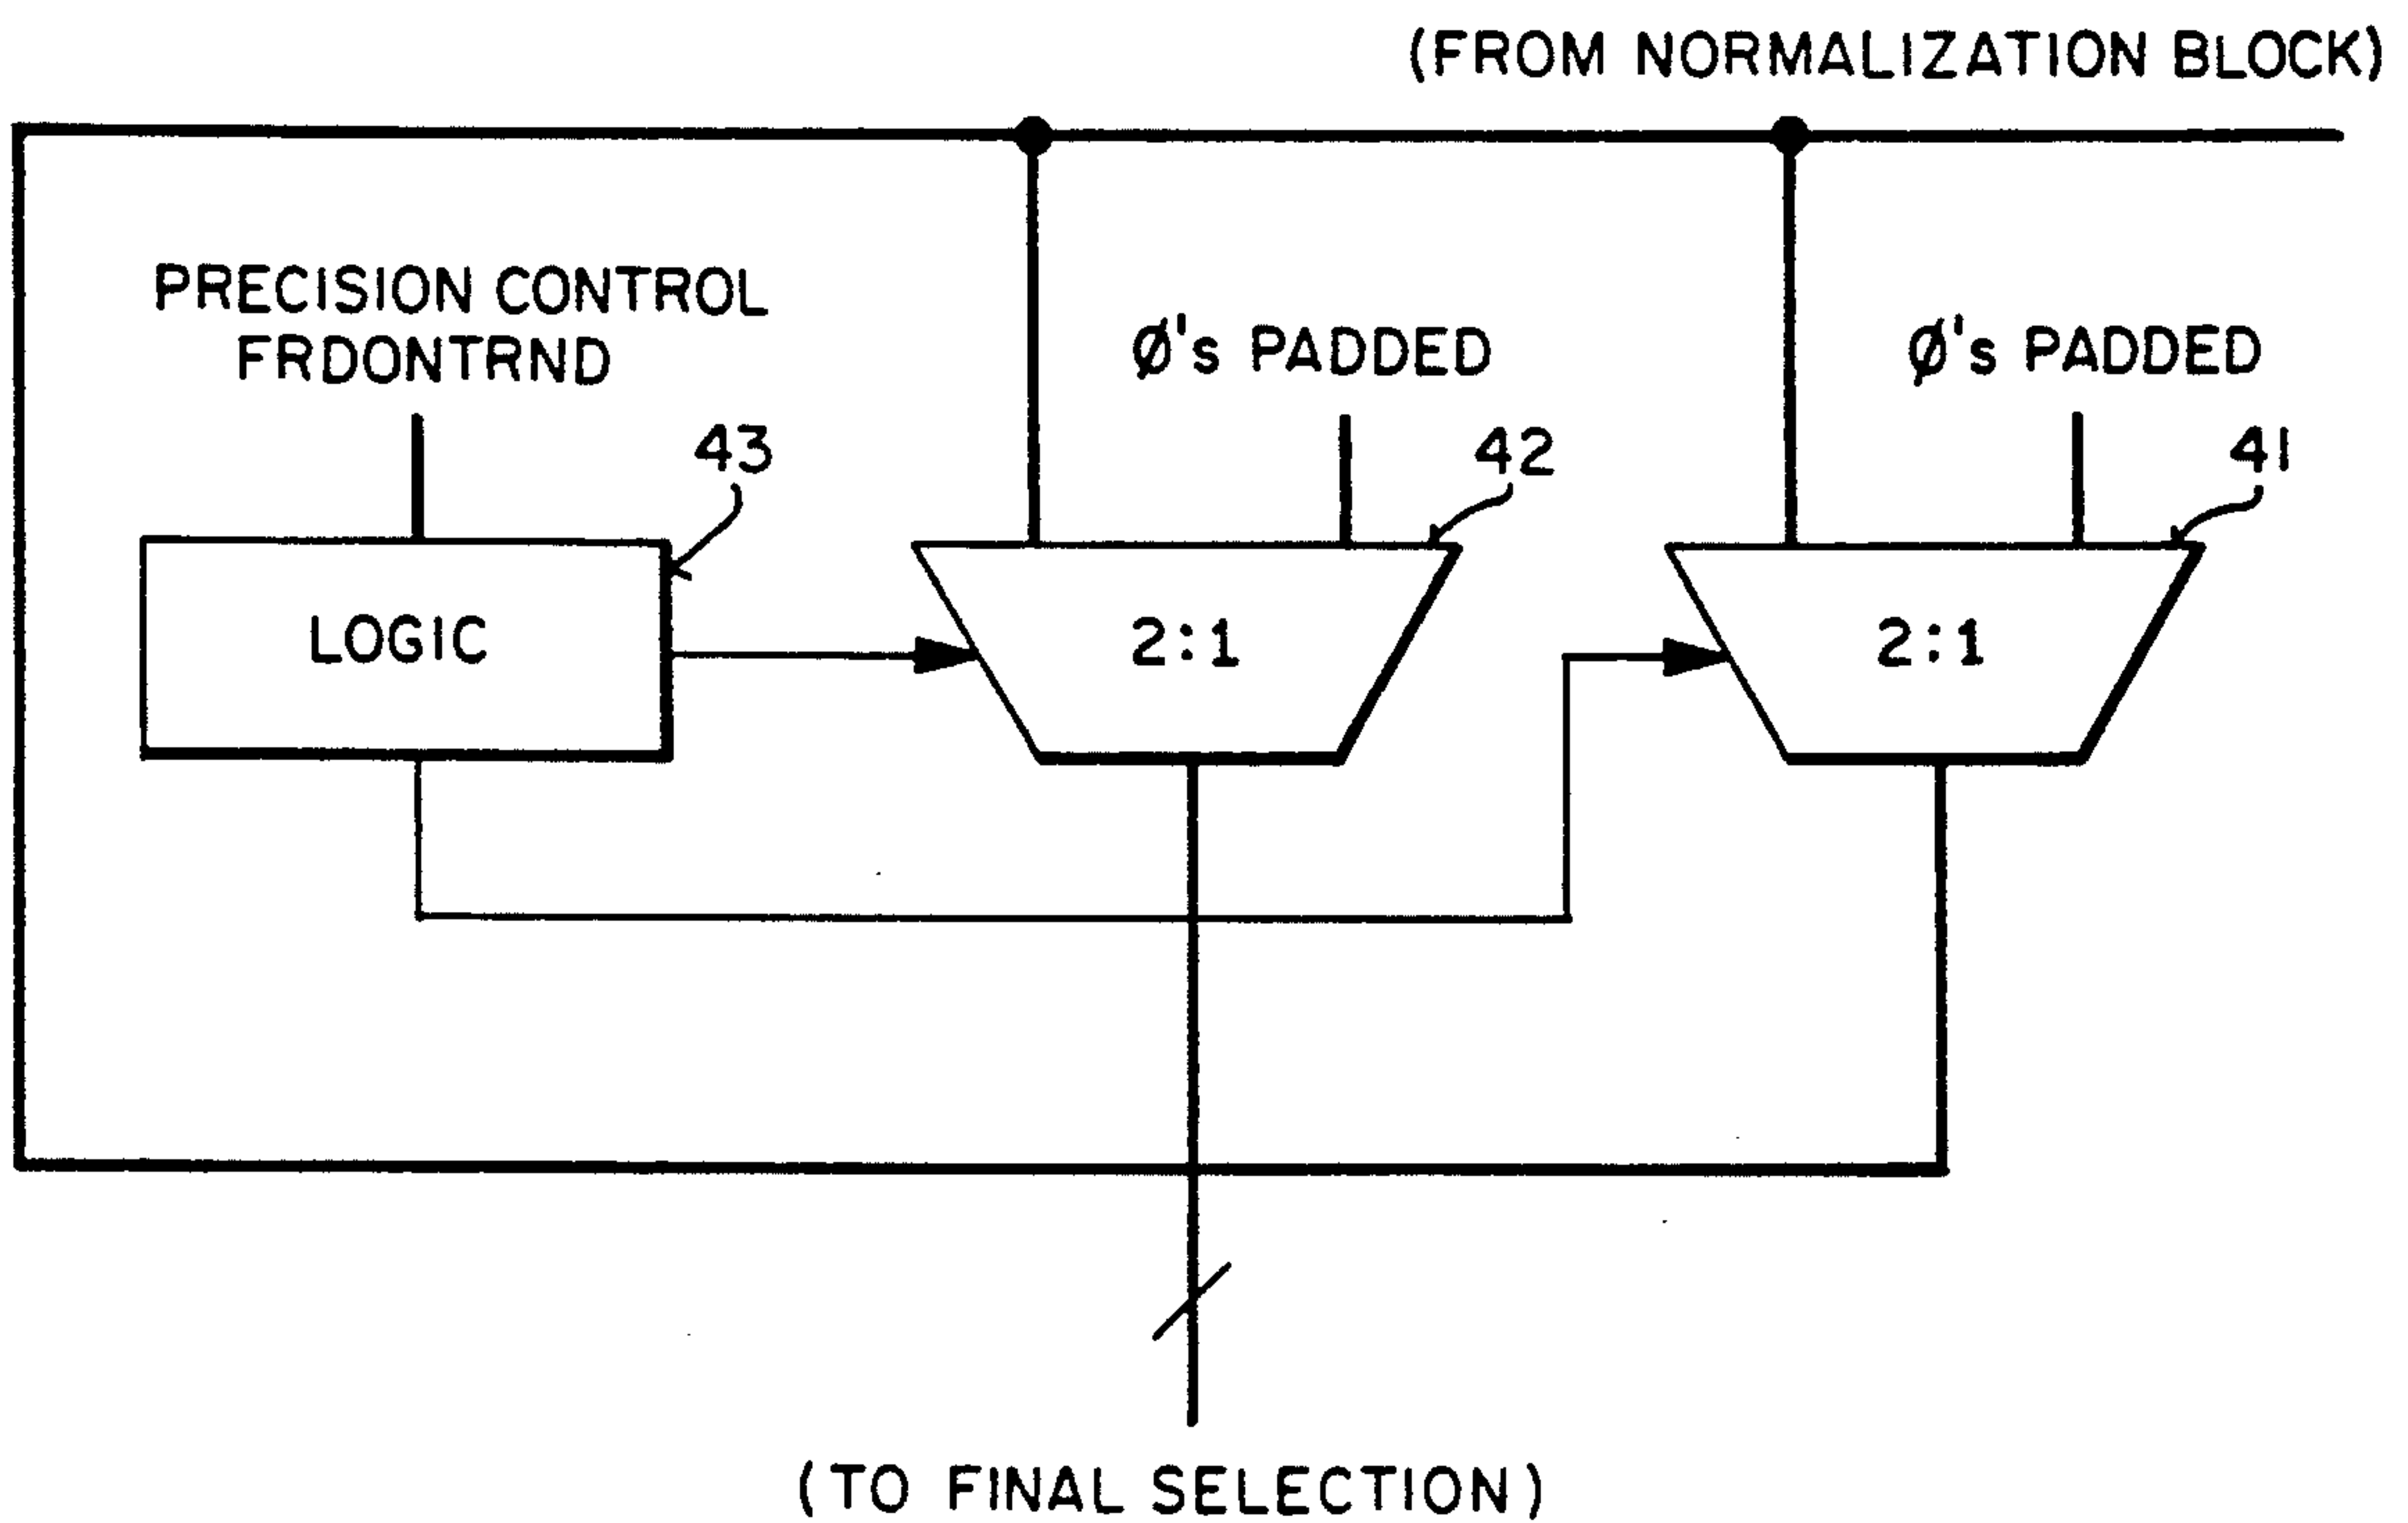 (FROM NORMALIZATION BLOCK)
PRECISION CONTROL
FRDONTRND
Ø's PADDED
Ø's PADDED
43
42
41
LOGIC
2:1
2:1
(TO FINAL SELECTION)